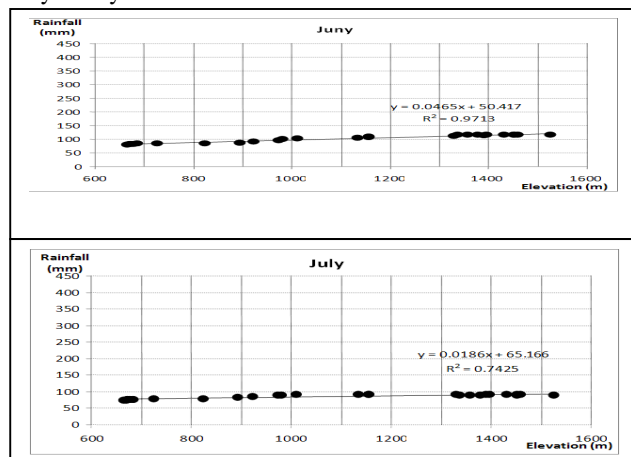 Rainfall
(mm)
Juny
450
400
350
300
250
200
150
100
50
0
y = 0.0465x + 50.417
R² = 0.9713
600 800 1000 1200 1400 1600
Elevation (m)
Rainfall
(mm)
July
450
400
350
300
250
200
150
100
50
0
y = 0.0186x + 65.166
R² = 0.7425
600 800 1000 1200 1400 1600
Elevation (m)